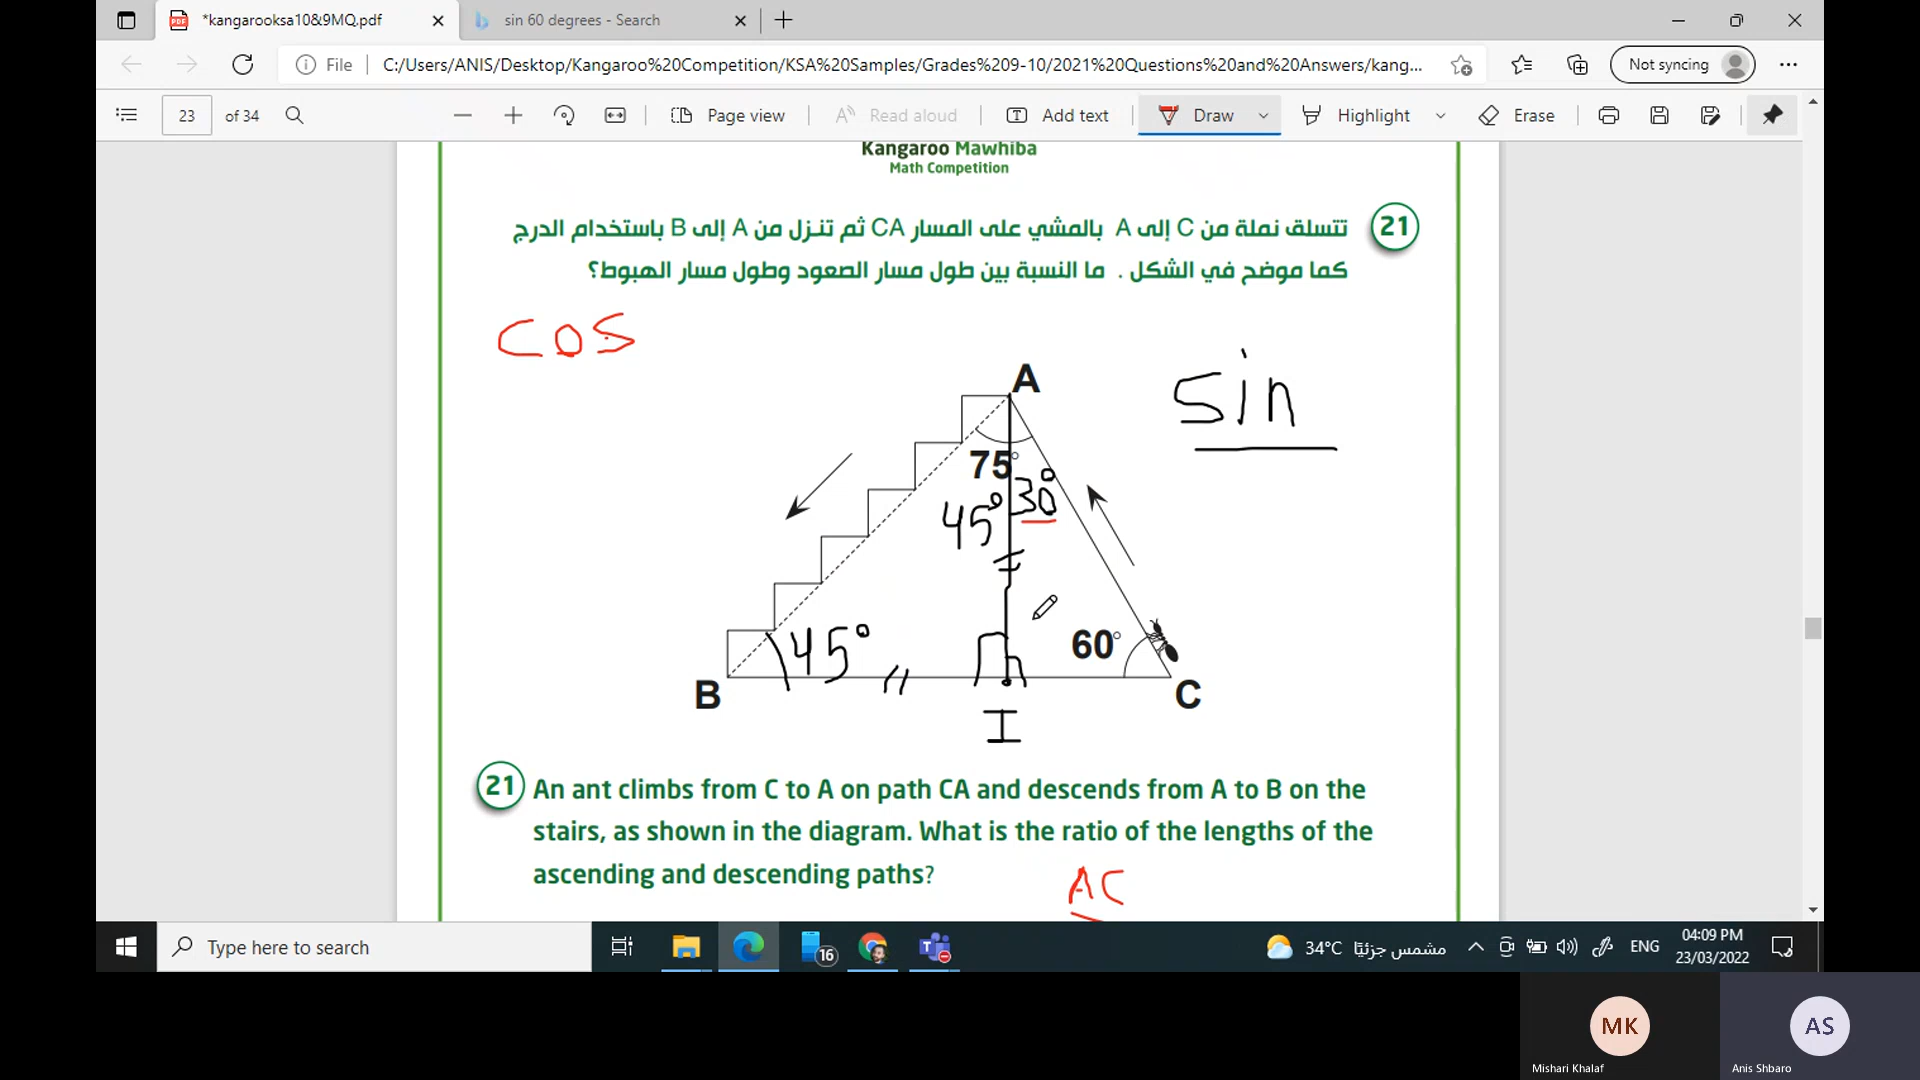 *kangarooksa10&9MQ.pdf
sin 60 degrees - Search
File
C:/Users/ANIS/Desktop/Kangaroo%20Competition/KSA%20Samples/Grades%209-10/2021%20Questions%20and%20Answers/kang...
Not syncing
23 of 34
Page view
Read aloud
Add text
Draw
Highlight
Erase
Kangaroo Mawhiba
Math Competition
21 تتسلق نملة من C إلى A بالمشي على المسار CA ثم تنزل من A إلى B باستخدام الدرج
كما موضح في الشكل . ما النسبة بين طول مسار الصعود وطول مسار الهبوط؟
COS
Sin
A
75°
45° 30°
45°
60°
B
C
I
21 An ant climbs from C to A on path CA and descends from A to B on the
stairs, as shown in the diagram. What is the ratio of the lengths of the
ascending and descending paths?
AC
Type here to search
16
34°C مشمس جزئيًا
ENG
04:09 PM
23/03/2022
MK
AS
Mishari Khalaf
Anis Shbaro